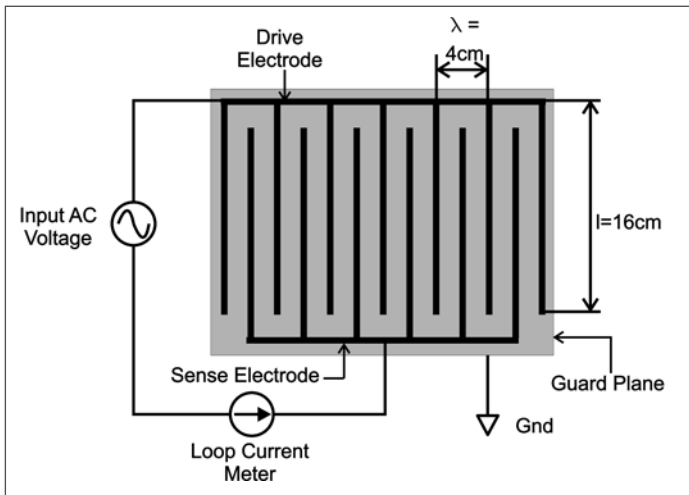 Drive
Electrode
λ =
4cm
Input AC
Voltage
l=16cm
Sense Electrode
Guard Plane
Loop Current
Meter
Gnd